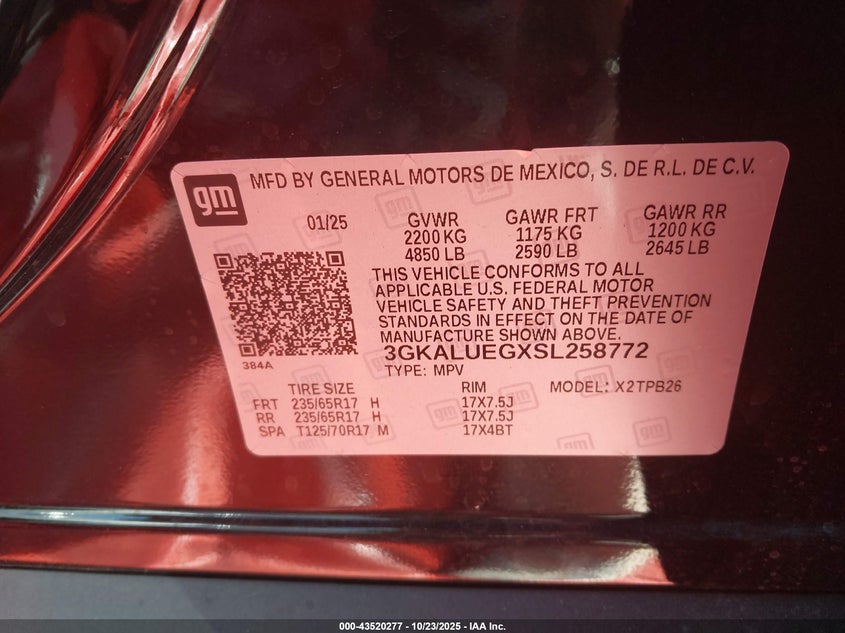 gm MFD BY GENERAL MOTORS DE MEXICO, S. DE R.L. DE C.V.
01/25 GVWR GAWR FRT GAWR RR
2200 KG 1175 KG 1200 KG
4850 LB 2590 LB 2645 LB
THIS VEHICLE CONFORMS TO ALL
APPLICABLE U.S. FEDERAL MOTOR
VEHICLE SAFETY AND THEFT PREVENTION
STANDARDS IN EFFECT ON THE DATE OF
MANUFACTURE SHOWN ABOVE.
384A
3GKALUEGXSL258772
TYPE: MPV
TIRE SIZE RIM MODEL: X2TPB26
FRT 235/65R17 H 17X7.5J
RR 235/65R17 H 17X7.5J
SPA T125/70R17 M 17X4BT
000-43520277 - 10/23/2025 - IAA Inc.